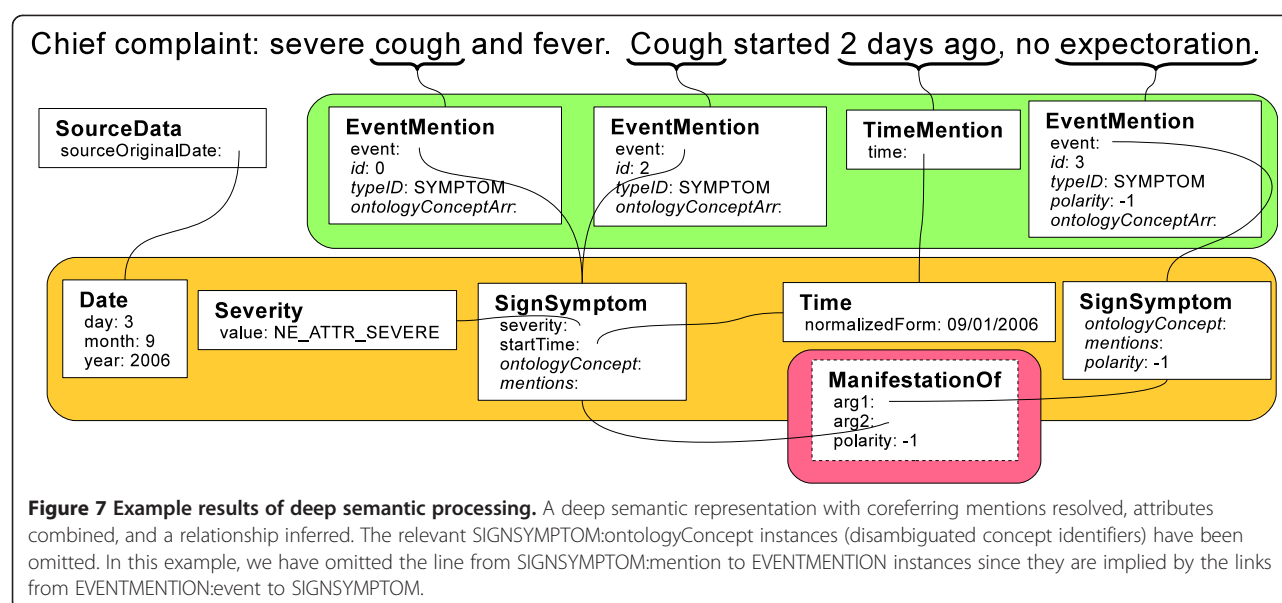 Chief complaint: severe cough and fever. Cough started 2 days ago, no expectoration.
SourceData
sourceOriginalDate:
EventMention
event:
id: 0
typeID: SYMPTOM
ontologyConceptArr:
EventMention
event:
id: 2
typeID: SYMPTOM
ontologyConceptArr:
TimeMention
time:
EventMention
event:
id: 3
typeID: SYMPTOM
polarity: -1
ontologyConceptArr:
Date
day: 3
month: 9
year: 2006
Severity
value: NE_ATTR_SEVERE
SignSymptom
severity:
startTime:
ontologyConcept:
mentions:
Time
normalizedForm: 09/01/2006
SignSymptom
ontologyConcept:
mentions:
polarity: -1
ManifestationOf
arg1:
arg2:
polarity: -1
Figure 7 Example results of deep semantic processing. A deep semantic representation with coreferring mentions resolved, attributes
combined, and a relationship inferred. The relevant SIGNSYMPTOM:ontologyConcept instances (disambiguated concept identifiers) have been
omitted. In this example, we have omitted the line from SIGNSYMPTOM:mention to EVENTMENTION instances since they are implied by the links
from EVENTMENTION:event to SIGNSYMPTOM.